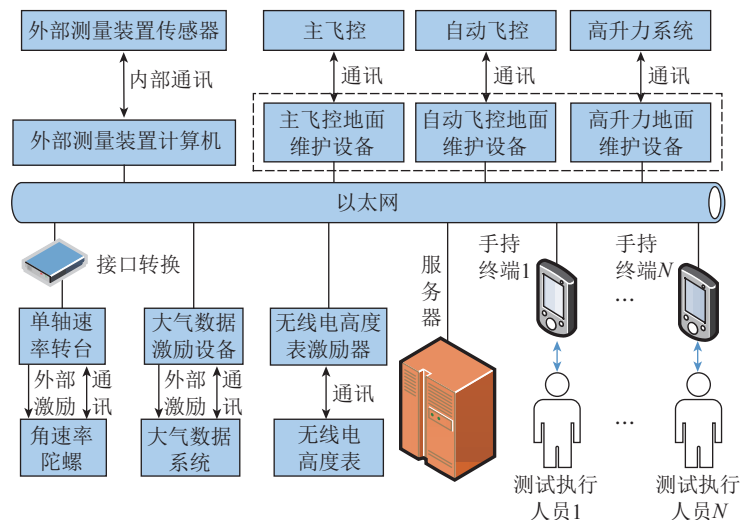 外部测量装置传感器
主飞控
自动飞控
高升力系统
内部通讯
通讯
通讯
通讯
外部测量装置计算机
主飞控地面
维护设备
自动飞控地面
维护设备
高升力地面
维护设备
以太网
接口转换
服务器
手持
终端1
手持
终端N
...
单轴速
率转台
大气数据
激励设备
无线电高度
表激励器
外部
激励
通讯
外部
激励
通讯
通讯
角速率
陀螺
大气数据
系统
无线电
高度表
...
测试执行
人员1
测试执行
人员N